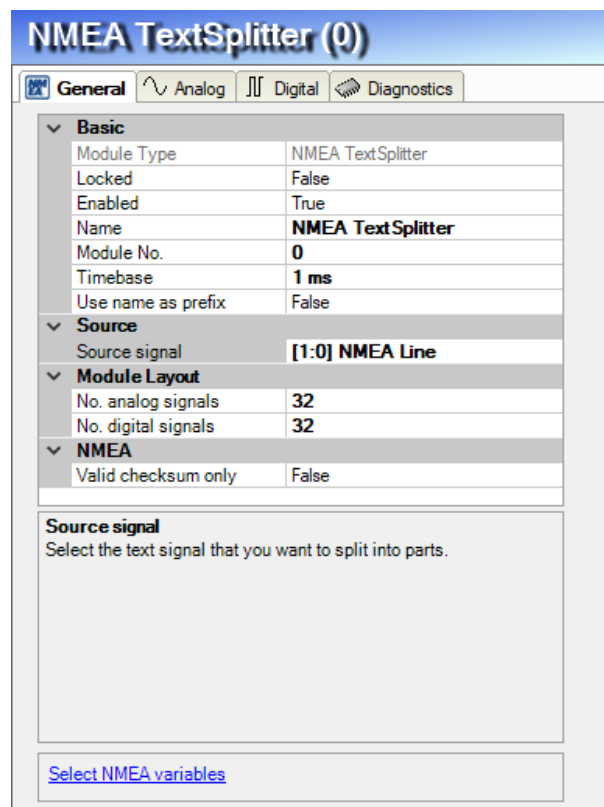 NMEA TextSplitter (0)
General Analog Digital Diagnostics
Basic
Module Type NMEA TextSplitter
Locked False
Enabled True
Name NMEA TextSplitter
Module No. 0
Timebase 1 ms
Use name as prefix False
Source
Source signal [1:0] NMEA Line
Module Layout
No. analog signals 32
No. digital signals 32
NMEA
Valid checksum only False
Source signal
Select the text signal that you want to split into parts.
Select NMEA variables